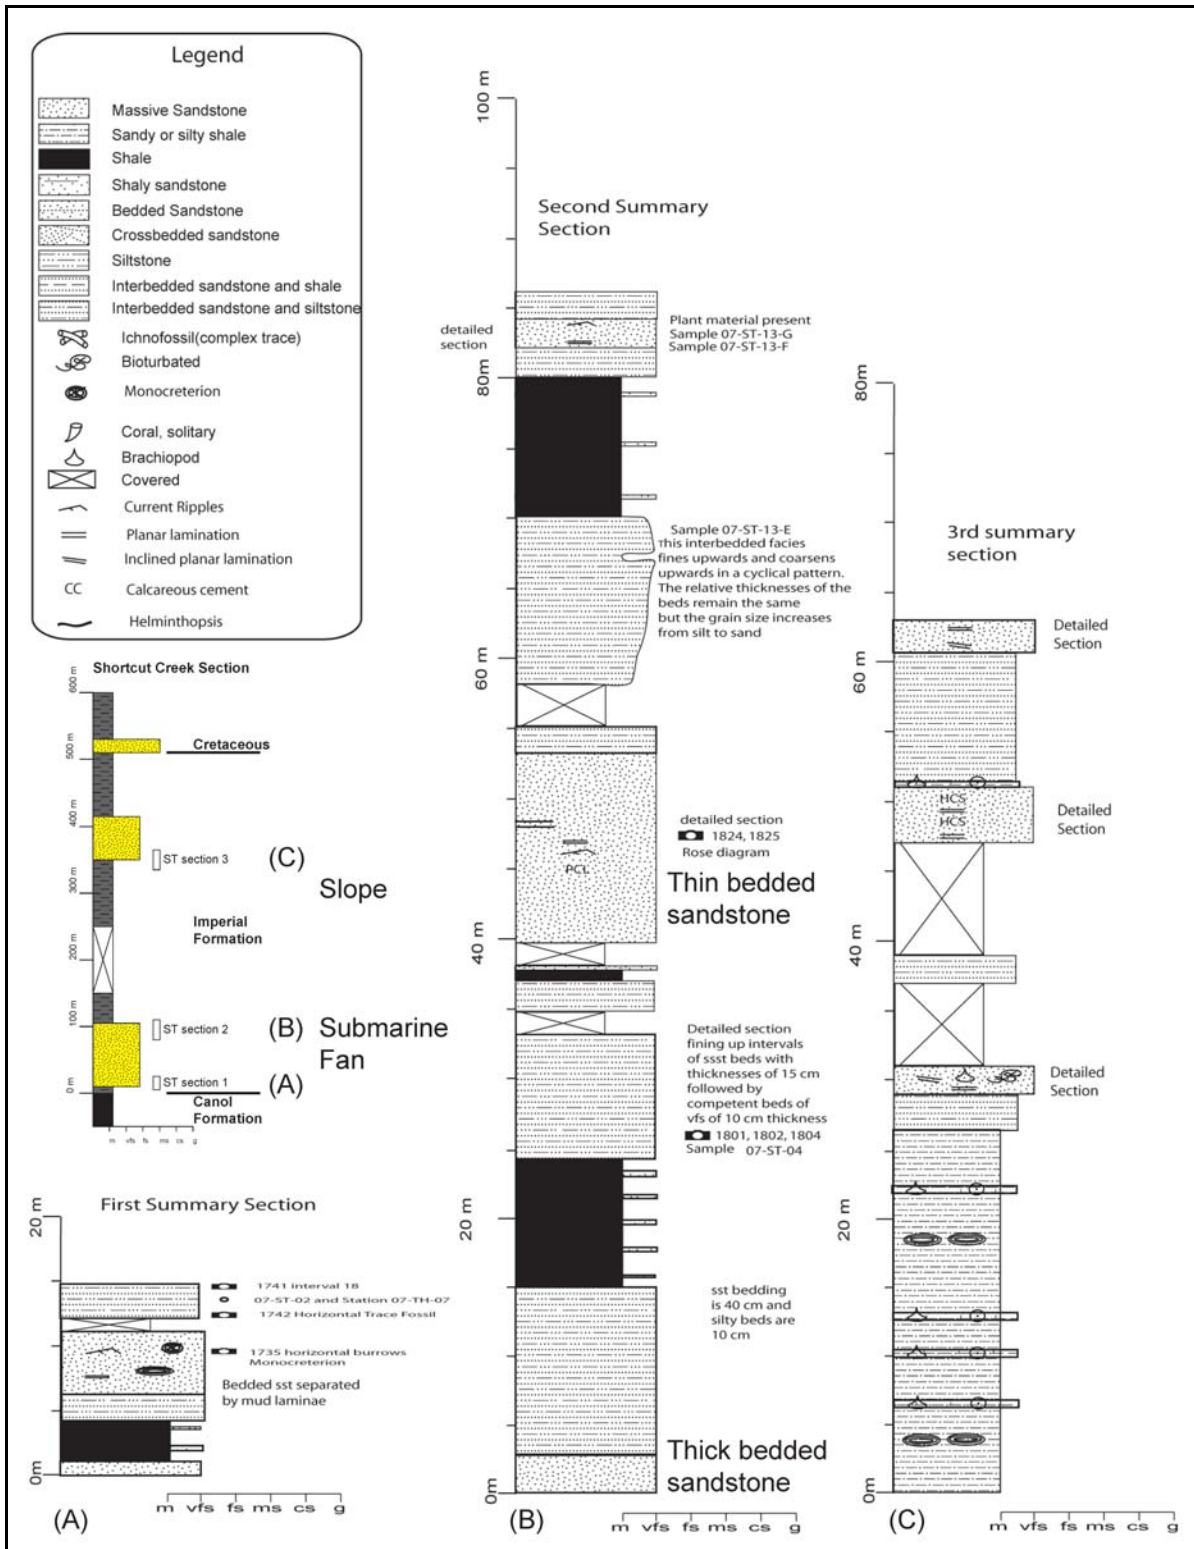 Legend
Massive Sandstone
Sandy or silty shale
Shale
Shaly sandstone
Bedded Sandstone
Crossbedded sandstone
Siltstone
Interbedded sandstone and shale
Interbedded sandstone and siltstone
Ichnofossil(complex trace)
Bioturbated
Monocreterion
Coral, solitary
Brachiopod
Covered
Current Ripples
Planar lamination
Inclined planar lamination
CC Calcareous cement
Helminthopsis
Shortcut Creek Section
600 m
500 m
400 m
300 m
200 m
100 m
0 m
Cretaceous
ST section 3
(C)
Slope
Imperial
Formation
ST section 2
(B)
Submarine
Fan
ST section 1
(A)
Canol
Formation
m vfs fs ms cs g
First Summary Section
20 m
0m
1741 interval 18
07-ST-02 and Station 07-TH-07
1742 Horizontal Trace Fossil
1735 horizontal burrows
Monocreterion
Bedded sst separated
by mud laminae
m vfs fs ms cs g
(A)
100 m
80m
60 m
40 m
20 m
0m
Second Summary
Section
detailed
section
Plant material present
Sample 07-ST-13-G
Sample 07-ST-13-F
Sample 07-ST-13-E
This interbedded facies
fines upwards and coarsens
upwards in a cyclical pattern.
The relative thicknesses of the
beds remain the same
but the grain size increases
from silt to sand
PCL
detailed section
1824, 1825
Rose diagram
Thin bedded
sandstone
Detailed section
fining up intervals
of ssst beds with
thicknesses of 15 cm
followed by
competent beds of
vfs of 10 cm thickness
1801, 1802, 1804
Sample 07-ST-04
sst bedding
is 40 cm and
silty beds are
10 cm
Thick bedded
sandstone
(B)
m vfs fs ms cs g
80m
60 m
40 m
20 m
0m
3rd summary
section
Detailed
Section
HCS
HCS
Detailed
Section
Detailed
Section
(C)
m vfs fs ms cs g